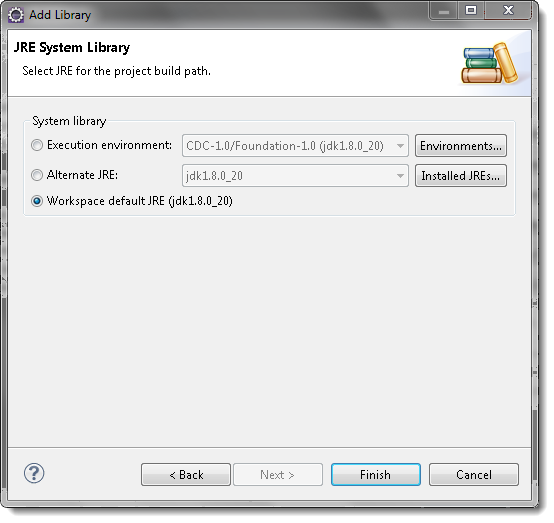 Add Library
JRE System Library
Select JRE for the project build path.
System library
Execution environment: CDC-1.0/Foundation-1.0 (jdk1.8.0_20) Environments...
Alternate JRE: jdk1.8.0_20 Installed JREs...
Workspace default JRE (jdk1.8.0_20)
? < Back Next > Finish Cancel